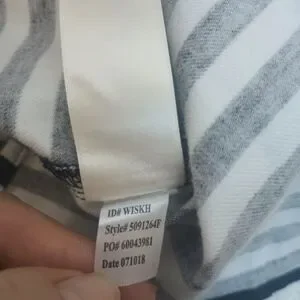 ID# WISKH
Style# 5091264F
PO# 60043981
Date 071018